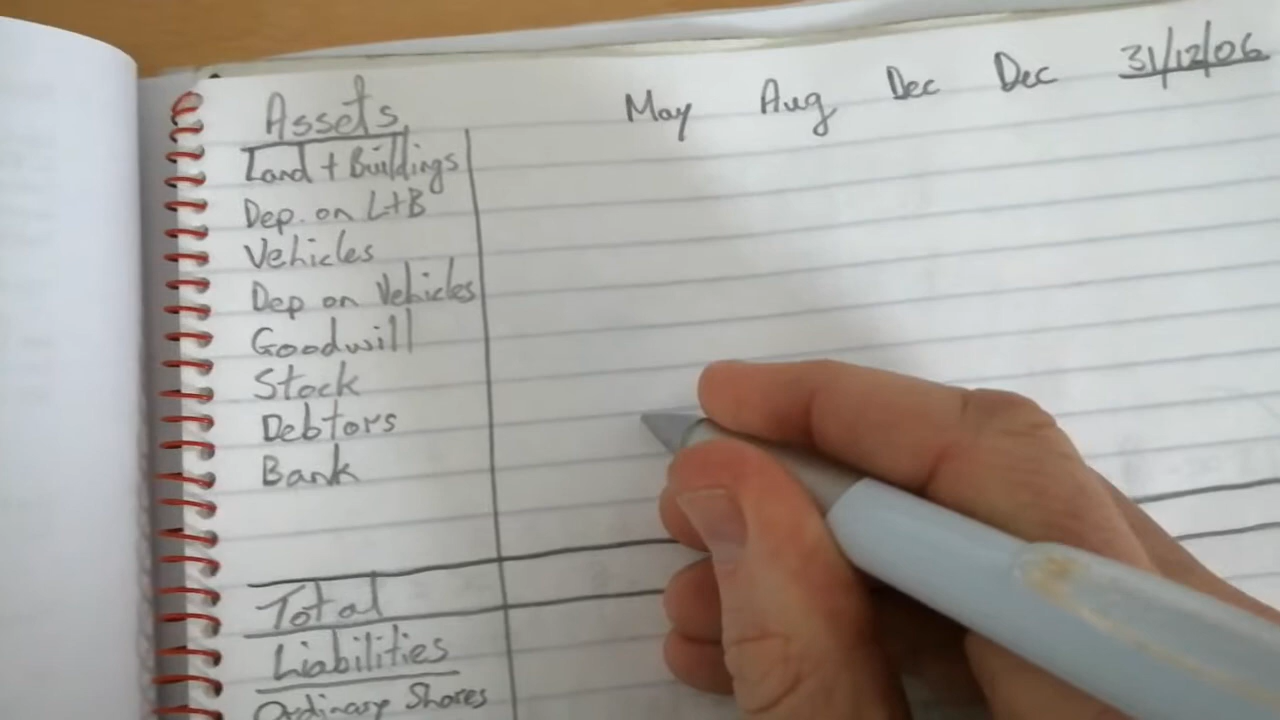 Assets May Aug Dec Dec 31/12/06
Land + Buildings
Dep. on L+B
Vehicles
Dep on Vehicles
Goodwill
Stock
Debtors
Bank
Total
Liabilities
Ordinary Shores